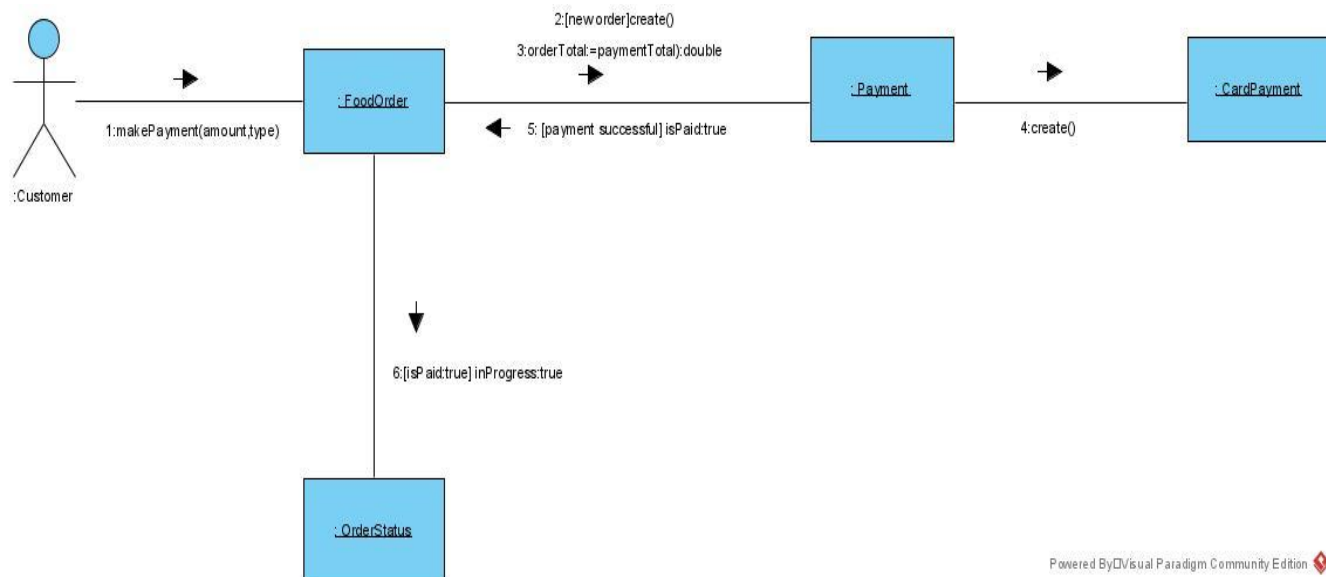 2:[new order]create()
3:orderTotal:=paymentTotal):double
: FoodOrder
: Payment
: CardPayment
1:makePayment(amount,type)
5: [payment successful] isPaid:true
4:create()
:Customer
6:[isPaid:true] inProgress:true
: OrderStatus
Powered By□Visual Paradigm Community Edition